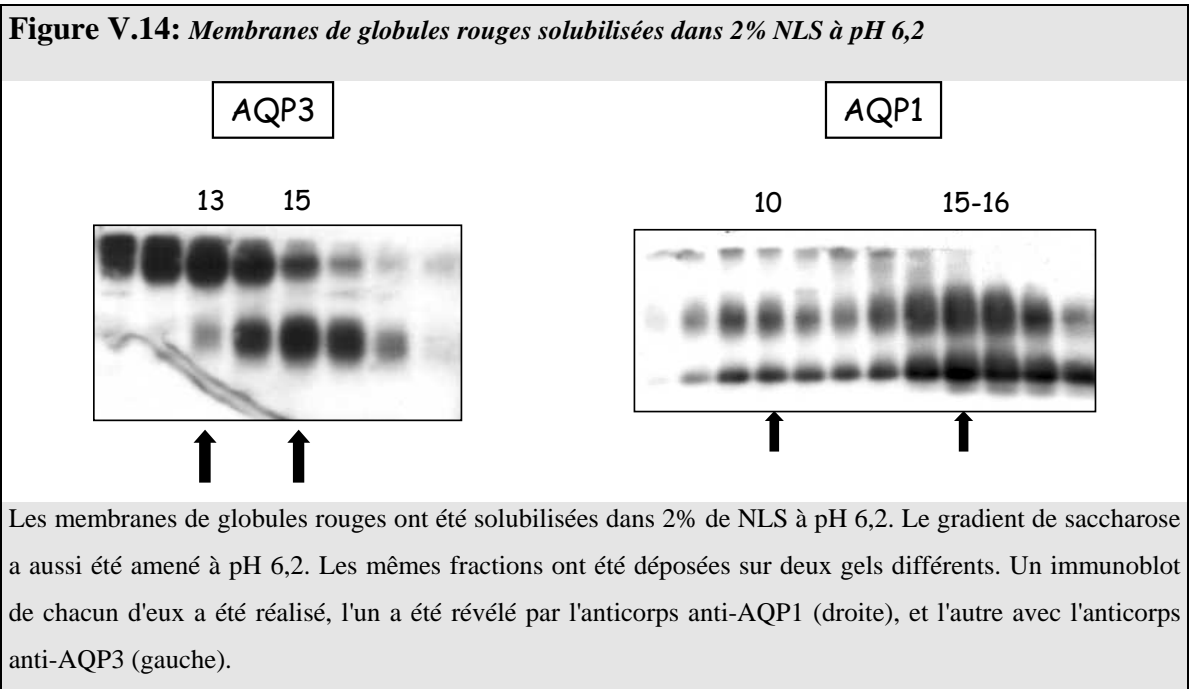 Figure V.14: Membranes de globules rouges solubilisées dans 2% NLS à pH 6,2
AQP3
AQP1
13 15
10 15-16
Les membranes de globules rouges ont été solubilisées dans 2% de NLS à pH 6,2. Le gradient de saccharose
a aussi été amené à pH 6,2. Les mêmes fractions ont été déposées sur deux gels différents. Un immunoblot
de chacun d'eux a été réalisé, l'un a été révélé par l'anticorps anti-AQP1 (droite), et l'autre avec l'anticorps
anti-AQP3 (gauche).